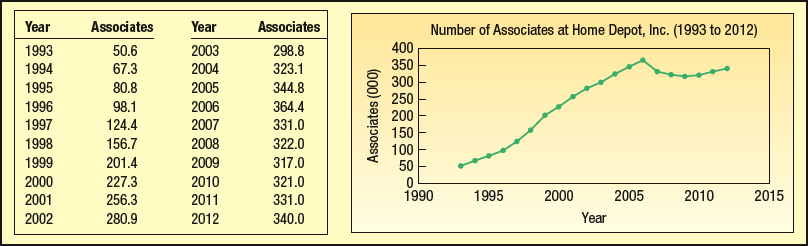 Year Associates Year Associates
1993 50.6 2003 298.8
1994 67.3 2004 323.1
1995 80.8 2005 344.8
1996 98.1 2006 364.4
1997 124.4 2007 331.0
1998 156.7 2008 322.0
1999 201.4 2009 317.0
2000 227.3 2010 321.0
2001 256.3 2011 331.0
2002 280.9 2012 340.0
Number of Associates at Home Depot, Inc. (1993 to 2012)
Associates (000)
400
350
300
250
200
150
100
50
0
1990 1995 2000 2005 2010 2015
Year